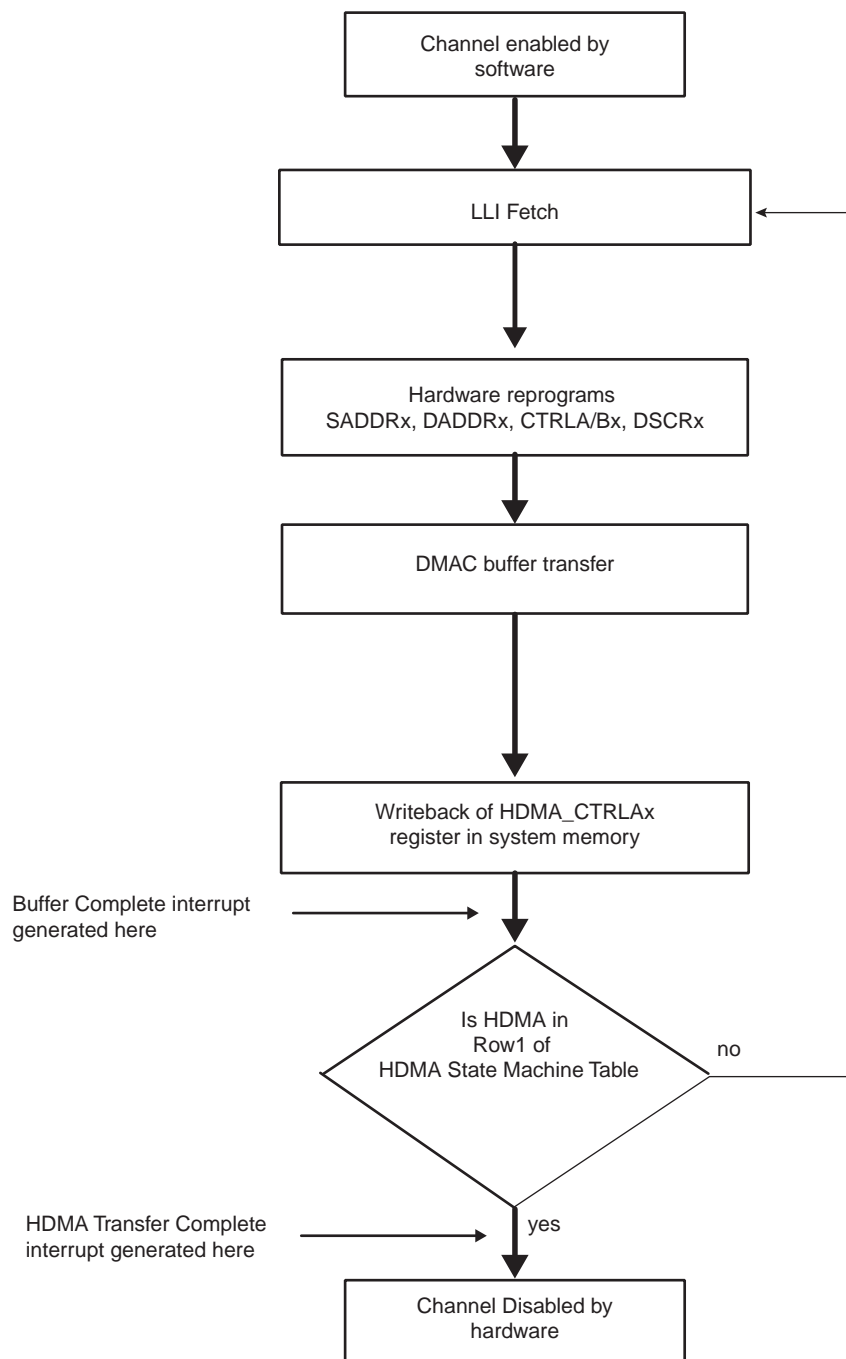 Channel enabled by
software
LLI Fetch
Hardware reprograms
SADDRx, DADDRx, CTRLA/Bx, DSCRx
DMAC buffer transfer
Writeback of HDMA_CTRLAx
register in system memory
Buffer Complete interrupt
generated here
Is HDMA in
Row1 of
HDMA State Machine Table
no
HDMA Transfer Complete
interrupt generated here
yes
Channel Disabled by
hardware